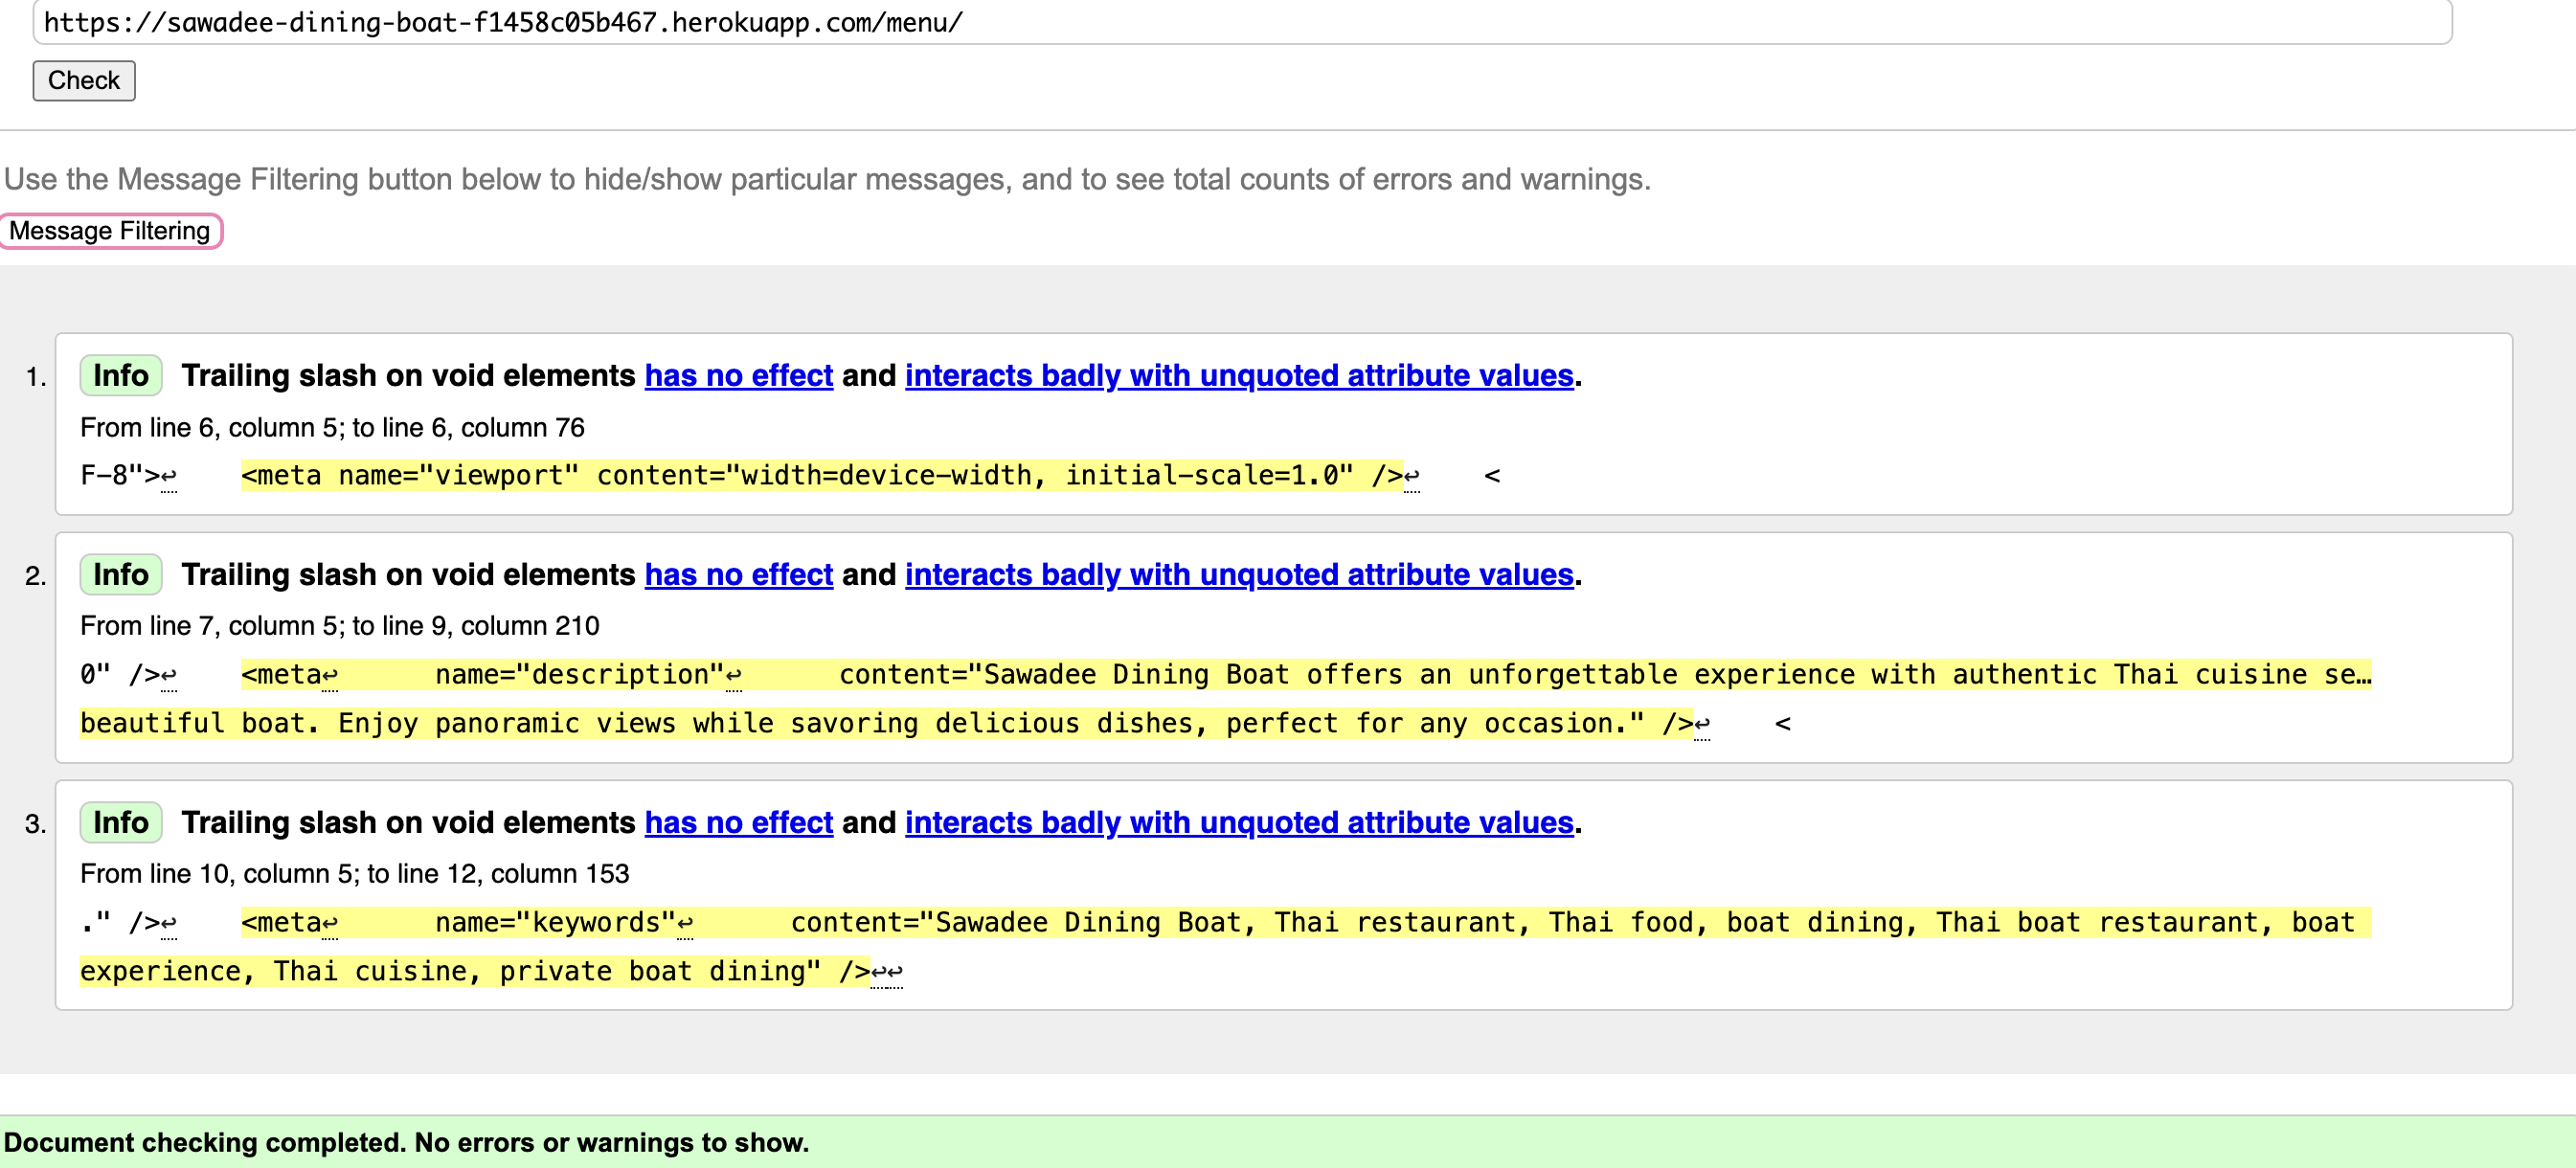 https://sawadee-dining-boat-f1458c05b467.herokuapp.com/menu/
Check
Use the Message Filtering button below to hide/show particular messages, and to see total counts of errors and warnings.
Message Filtering
1. Info Trailing slash on void elements has no effect and interacts badly with unquoted attribute values.
From line 6, column 5; to line 6, column 76
F-8">↩    <meta name="viewport" content="width=device-width, initial-scale=1.0" />↩    <
2. Info Trailing slash on void elements has no effect and interacts badly with unquoted attribute values.
From line 7, column 5; to line 9, column 210
0" />↩    <meta↩      name="description"↩      content="Sawadee Dining Boat offers an unforgettable experience with authentic Thai cuisine se…
beautiful boat. Enjoy panoramic views while savoring delicious dishes, perfect for any occasion." />↩    <
3. Info Trailing slash on void elements has no effect and interacts badly with unquoted attribute values.
From line 10, column 5; to line 12, column 153
." />↩    <meta↩      name="keywords"↩      content="Sawadee Dining Boat, Thai restaurant, Thai food, boat dining, Thai boat restaurant, boat
experience, Thai cuisine, private boat dining" />↩↩
Document checking completed. No errors or warnings to show.